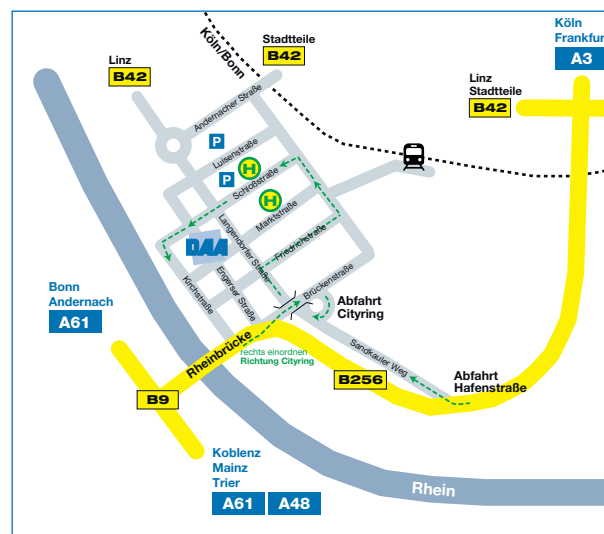 Köln
Frankfur
A3
Stadtteile
B42
Köln/Bonn
Linz
B42
Linz
Stadtteile
B42
Andernacher Straße
P
Luisenstraße
H
P
Schloßstraße
H
Marktstraße
Langendorfer Straße
DAA
Friedrichstraße
Engerser Straße
Kirchstraße
Brückenstraße
Bonn
Andernach
A61
Abfahrt
Cityring
Rheinbrücke
rechts einordnen
Richtung Cityring
Sandkauler Weg
B256
Abfahrt
Hafenstraße
B9
Koblenz
Mainz
Trier
A61
A48
Rhein